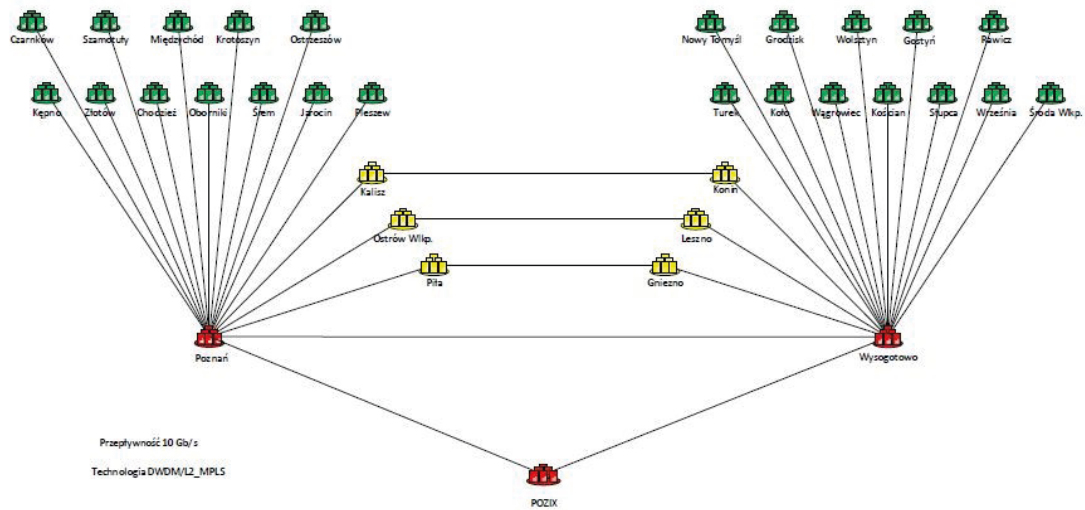 Czarnków Szamotuły Międzychód Krotoszyn Ostrzeszów Nowy Tomyśl Grodzisk Wolsztyn Gostyń Rawicz
Kępno Złotów Chodzież Oborniki Śrem Jarocin Pleszew Turek Koło Wągrowiec Kościan Słupca Września Środa Wlkp.
Kalisz Konin
Ostrów Wlkp. Leszno
Piła Gniezno
Poznań Wysogotowo
Przepływność 10 Gb/s
Technologia DWDM/L2_MPLS
POZIX